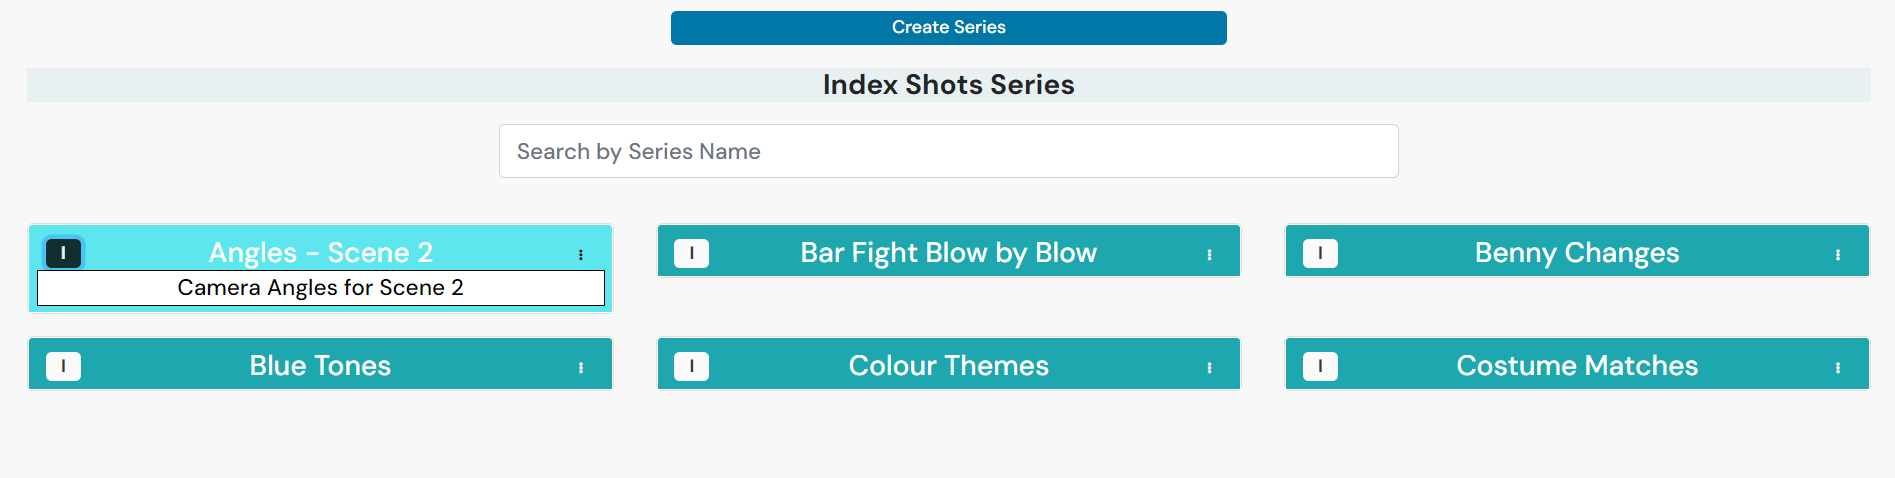 Create Series
Index Shots Series
Search by Series Name
I Angles - Scene 2
Camera Angles for Scene 2
I Bar Fight Blow by Blow
I Benny Changes
I Blue Tones
I Colour Themes
I Costume Matches